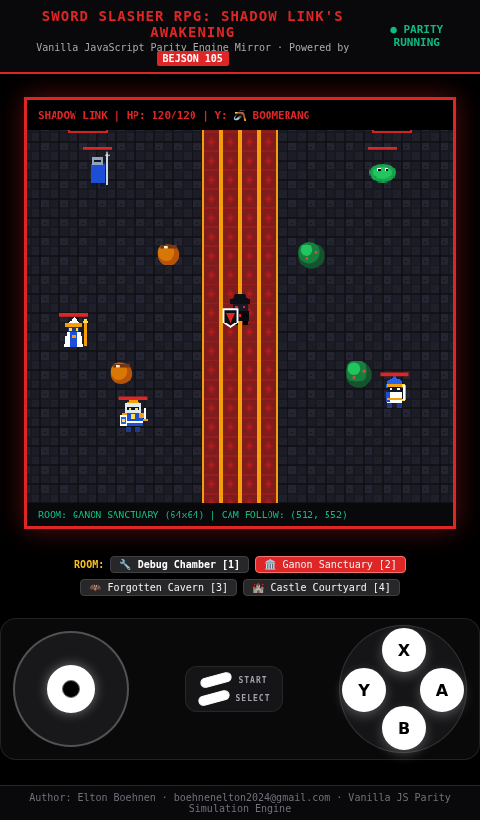 SWORD SLASHER RPG: SHADOW LINK'S
AWAKENING
Vanilla JavaScript Parity Engine Mirror · Powered by
BEJSON 105
● PARITY
RUNNING
SHADOW LINK | HP: 120/120 | Y: 🪃 BOOMERANG
ROOM: GANON SANCTUARY (64x64) | CAM FOLLOW: (512, 552)
ROOM: 🔧 Debug Chamber [1] 🏛️ Ganon Sanctuary [2]
🦇 Forgotten Cavern [3] 🏰 Castle Courtyard [4]
X
START
Y A
SELECT
B
Author: Elton Boehnen · boehnenelton2024@gmail.com · Vanilla JS Parity
Simulation Engine